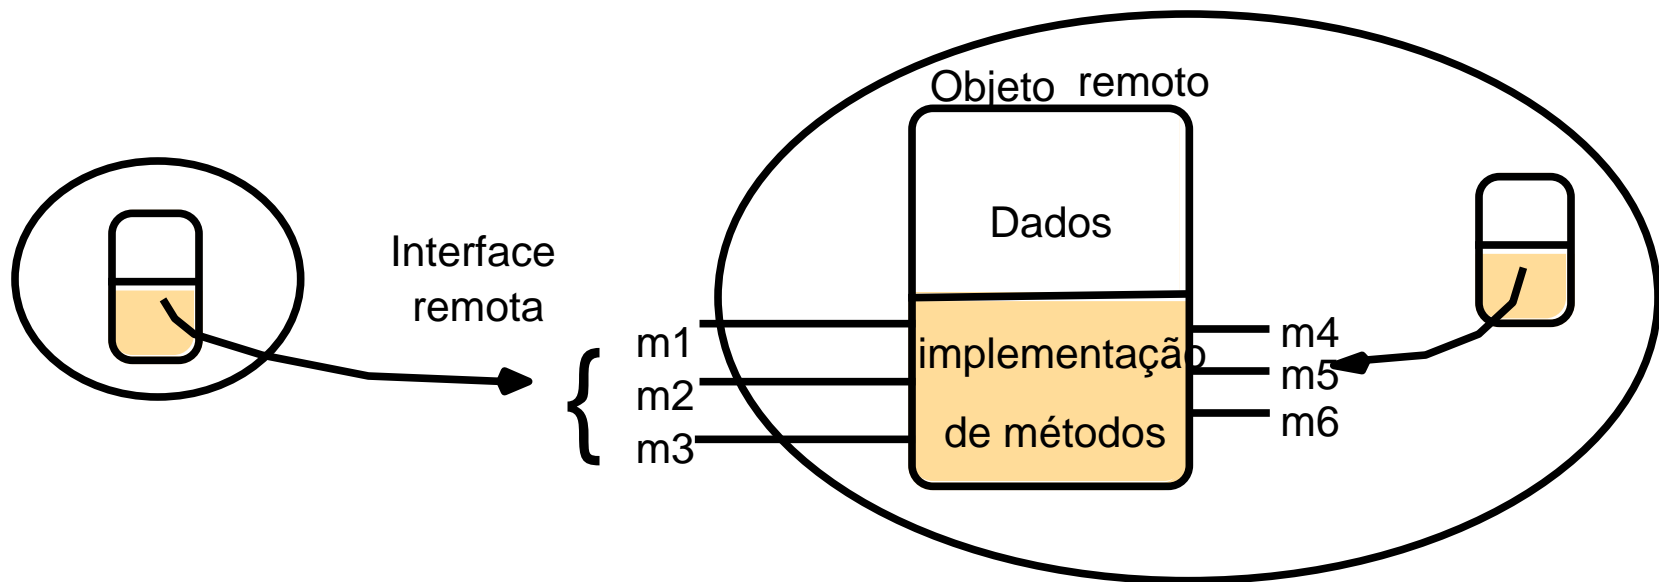 Objeto remoto
Dados
Interface
remota
{
m1
m2
m3
implementação
de métodos
m4
m5
m6